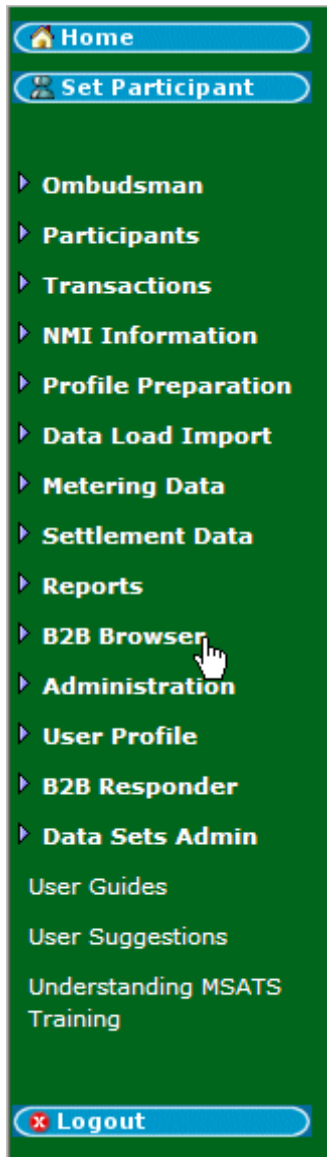 Home
Set Participant
Ombudsman
Participants
Transactions
NMI Information
Profile Preparation
Data Load Import
Metering Data
Settlement Data
Reports
B2B Browser
Administration
User Profile
B2B Responder
Data Sets Admin
User Guides
User Suggestions
Understanding MSATS
Training
Logout